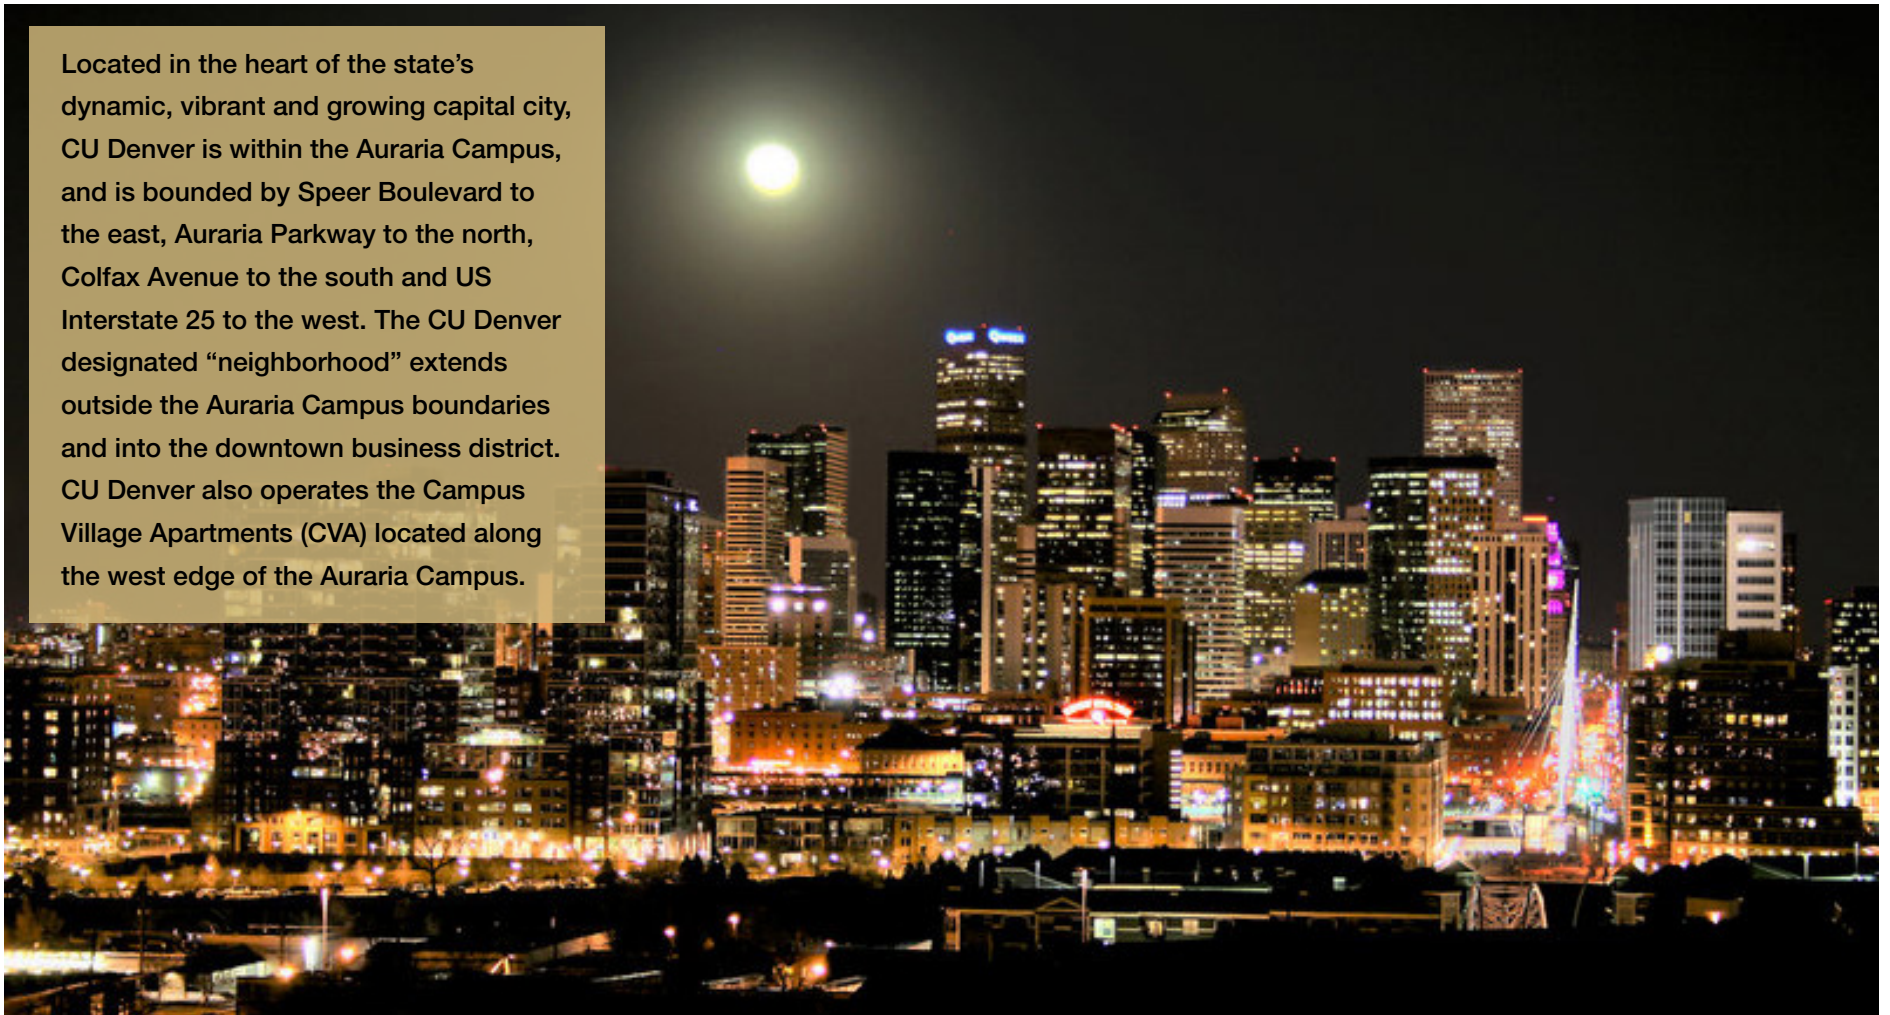 Located in the heart of the state’s
dynamic, vibrant and growing capital city,
CU Denver is within the Auraria Campus,
and is bounded by Speer Boulevard to
the east, Auraria Parkway to the north,
Colfax Avenue to the south and US
Interstate 25 to the west. The CU Denver
designated “neighborhood” extends
outside the Auraria Campus boundaries
and into the downtown business district.
CU Denver also operates the Campus
Village Apartments (CVA) located along
the west edge of the Auraria Campus.